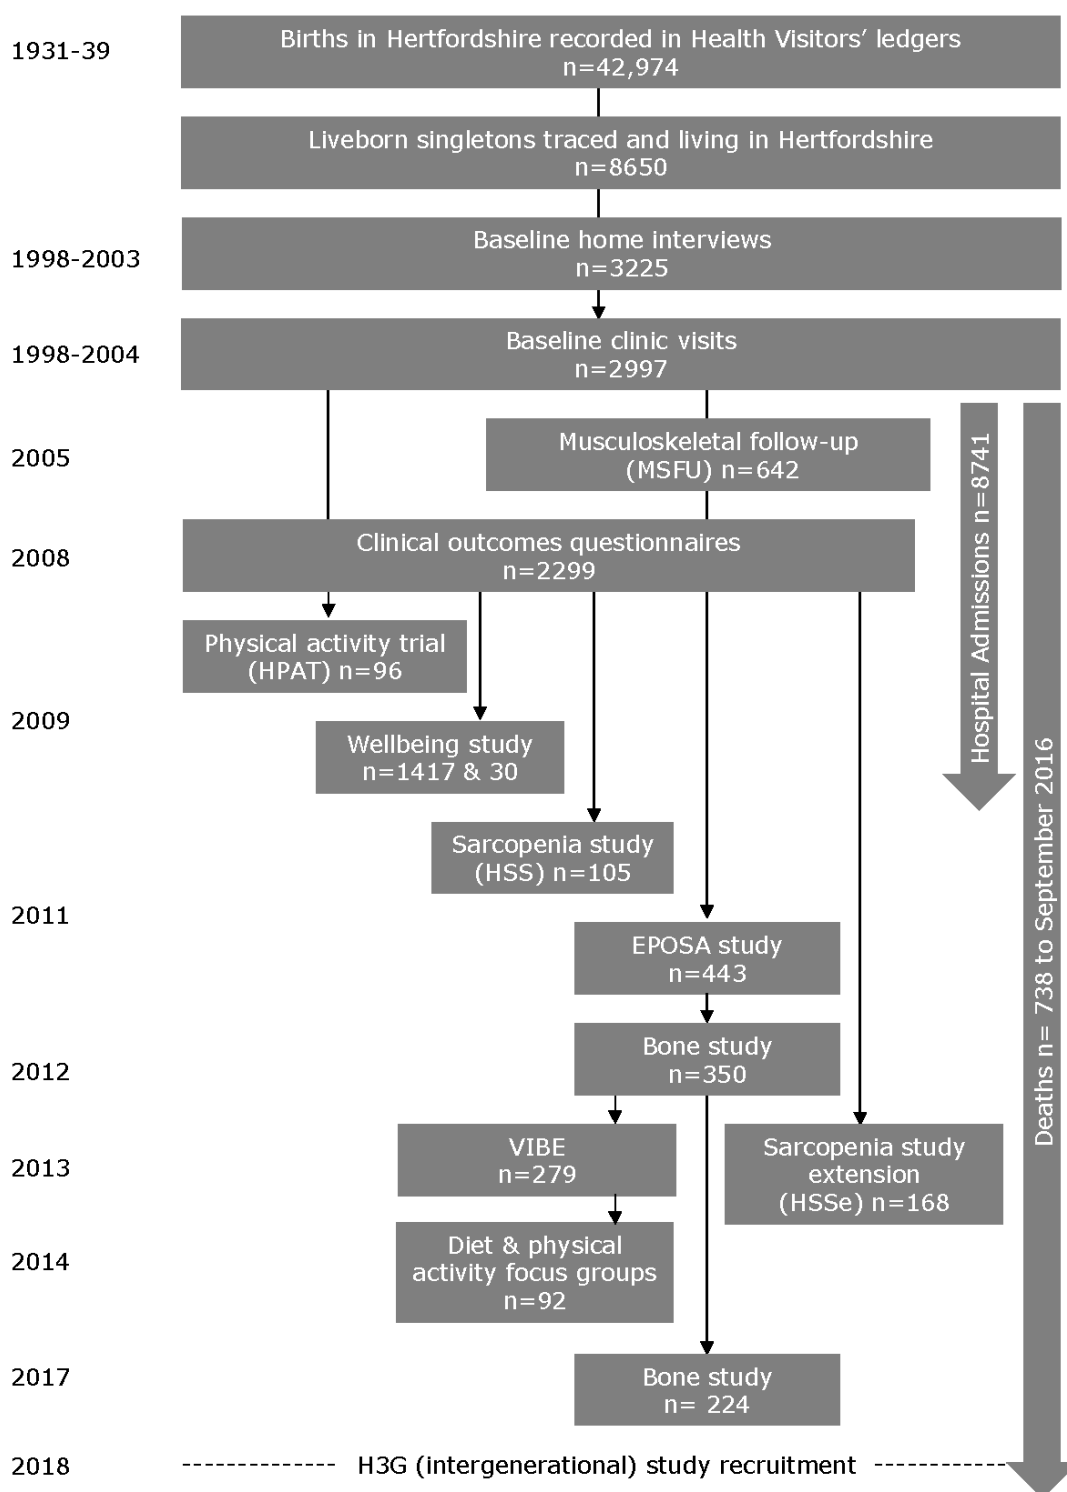 1931-39
Births in Hertfordshire recorded in Health Visitors’ ledgers
n=42,974
Liveborn singletons traced and living in Hertfordshire
n=8650
1998-2003
Baseline home interviews
n=3225
1998-2004
Baseline clinic visits
n=2997
2005
Musculoskeletal follow-up
(MSFU) n=642
2008
Clinical outcomes questionnaires
n=2299
Physical activity trial
(HPAT) n=96
2009
Wellbeing study
n=1417 & 30
Sarcopenia study
(HSS) n=105
2011
EPOSA study
n=443
2012
Bone study
n=350
2013
VIBE
n=279
Sarcopenia study
extension
(HSSe) n=168
2014
Diet & physical
activity focus groups
n=92
2017
Bone study
n= 224
2018
H3G (intergenerational) study recruitment
Hospital Admissions n=8741
Deaths n= 738 to September 2016